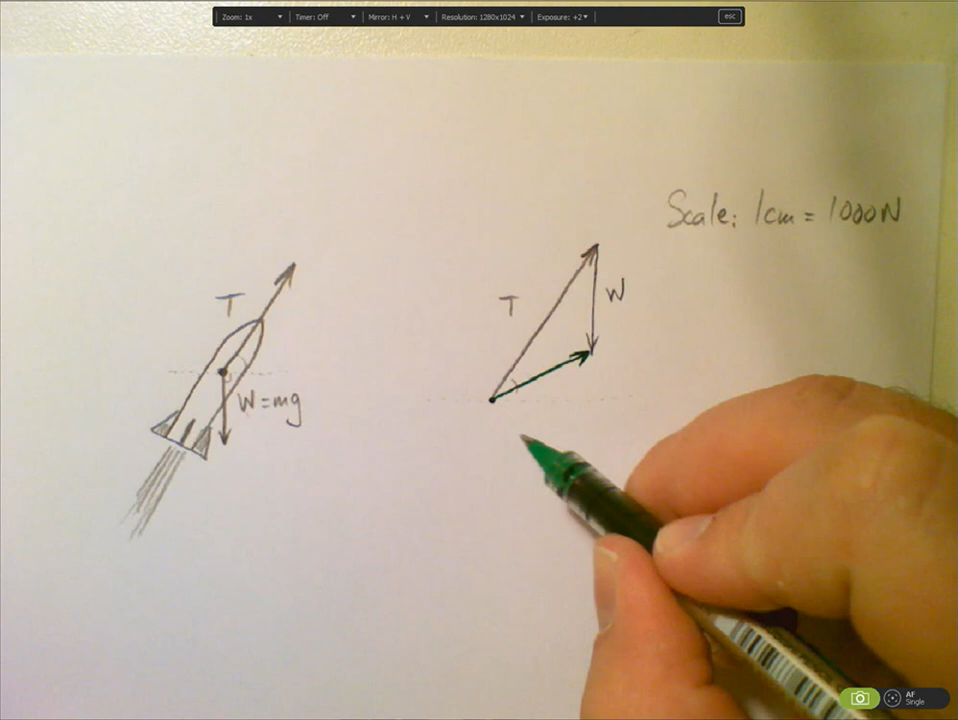 Zoom: 1x Timer: Off Mirror: H + V Resolution: 1280x1024 Exposure: +2 esc
Scale: 1cm = 1000N
T
W=mg
T
W
AF
Single